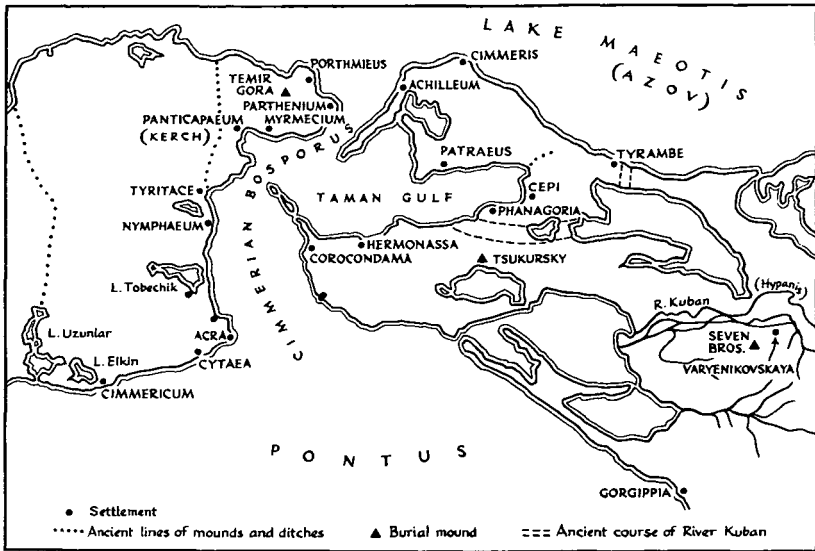 LAKE MAEOTIS
(AZOV)
CIMMERIS
PORTHMIEUS
TEMIR
GORA
ACHILLEUM
PARTHENIUM
MYRMECIUM
PANTICAPAEUM
(KERCH)
PATRAEUS
TYRAMBE
TYRITACE
CIMMERIAN BOSPORUS
TAMAN GULF
CEPI
PHANAGORIA
NYMPHAEUM
HERMONASSA
COROCONDAMA
TSUKURSKY
Ł. Tobechik
(Hypanis)
R. Kuban
L. Uzunlar
ACRA
SEVEN
BROS.
L. Elkin
CYTAEA
VARYENIKOVSKAYA
CIMMERICUM
PONTUS
GORGIPPIA
Settlement
Ancient lines of mounds and ditches
Burial mound
Ancient course of River Kuban